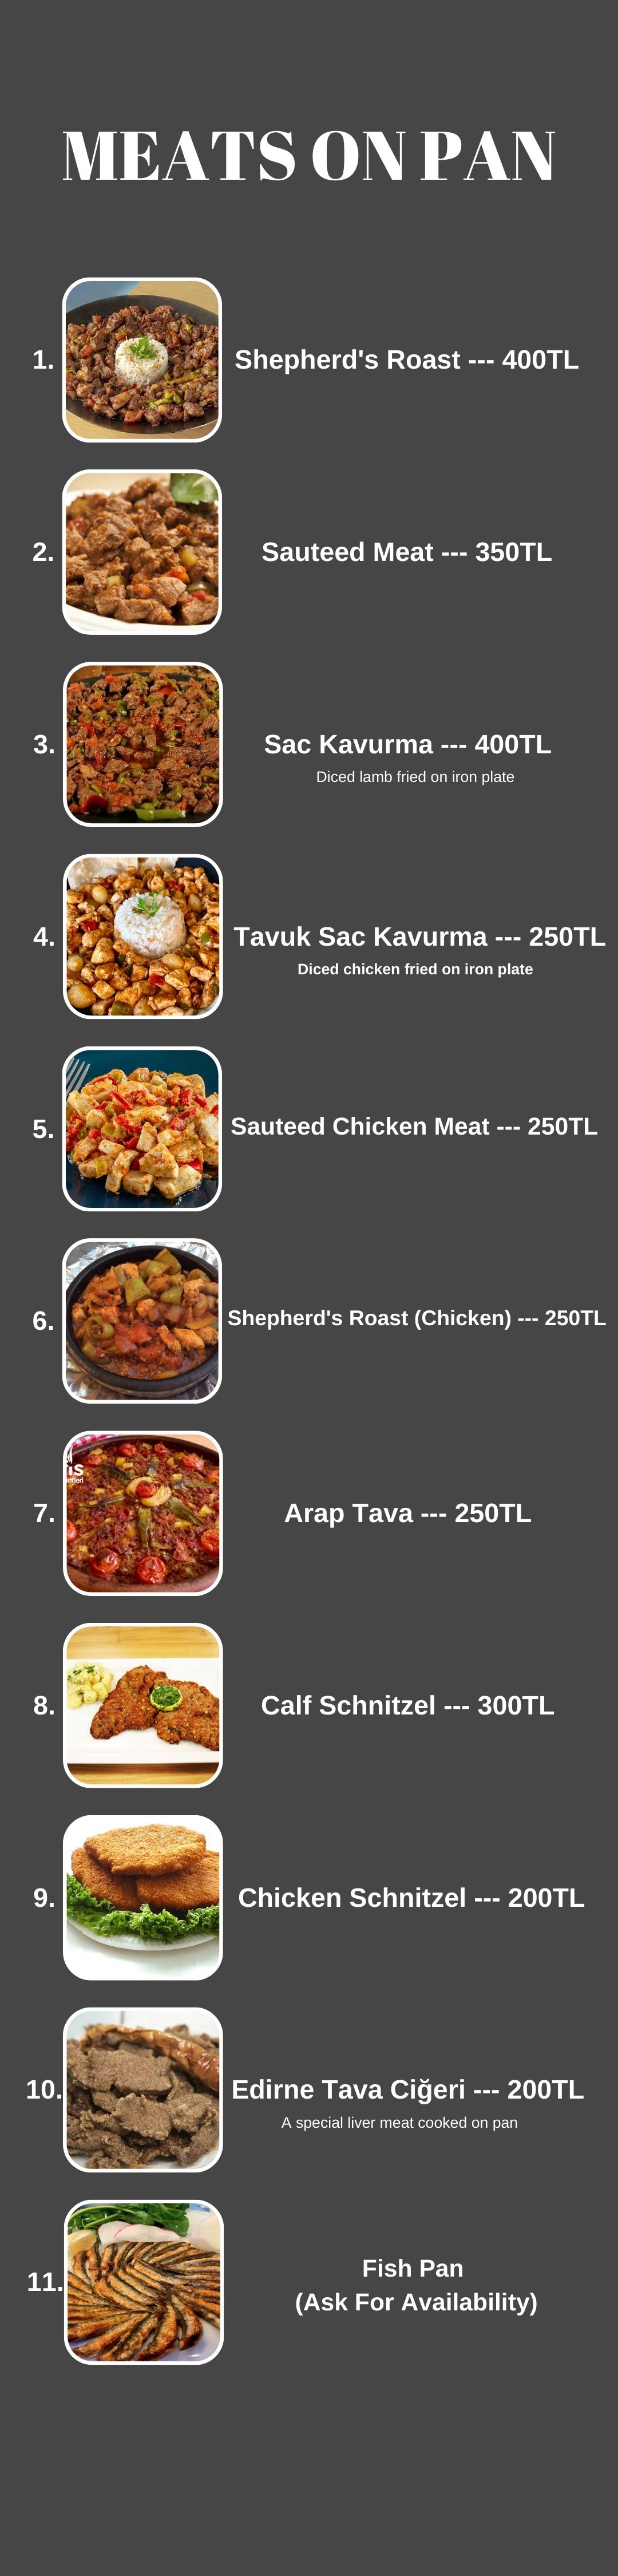 MEATS ON PAN
1. Shepherd's Roast --- 400TL
2. Sauteed Meat --- 350TL
3. Sac Kavurma --- 400TL
Diced lamb fried on iron plate
4. Tavuk Sac Kavurma --- 250TL
Diced chicken fried on iron plate
5. Sauteed Chicken Meat --- 250TL
6. Shepherd's Roast (Chicken) --- 250TL
7. Arap Tava --- 250TL
8. Calf Schnitzel --- 300TL
9. Chicken Schnitzel --- 200TL
10. Edirne Tava Ciğeri --- 200TL
A special liver meat cooked on pan
11. Fish Pan
(Ask For Availability)